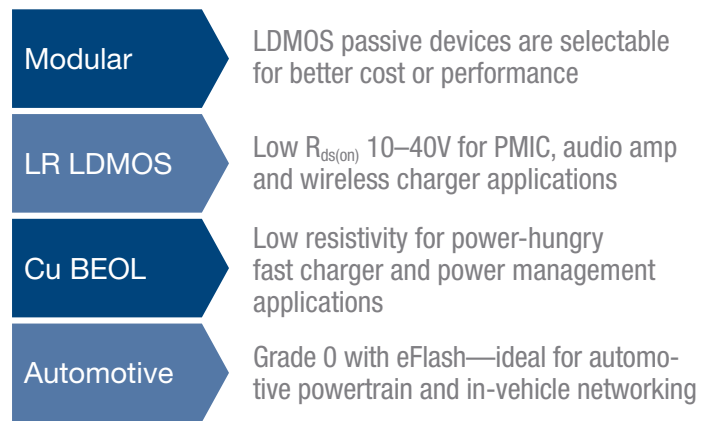 Modular
LDMOS passive devices are selectable
for better cost or performance
LR LDMOS
Low Rds(on) 10–40V for PMIC, audio amp
and wireless charger applications
Cu BEOL
Low resistivity for power-hungry
fast charger and power management
applications
Automotive
Grade 0 with eFlash—ideal for automo-
tive powertrain and in-vehicle networking